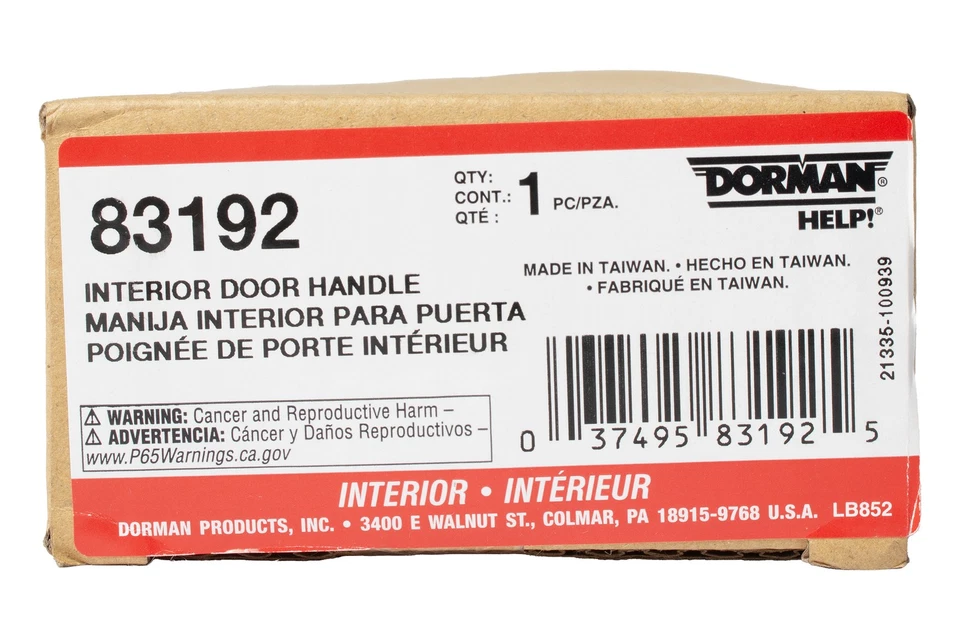 83192
QTY:
CONT.: 1 PC/PZA.
QTÉ :
DORMAN®
HELP!®
INTERIOR DOOR HANDLE
MANIJA INTERIOR PARA PUERTA
POIGNÉE DE PORTE INTÉRIEUR
MADE IN TAIWAN. • HECHO EN TAIWAN.
• FABRIQUÉ EN TAIWAN.
21335-100939
⚠ WARNING: Cancer and Reproductive Harm –
⚠ ADVERTENCIA: Cáncer y Daños Reproductivos –
www.P65Warnings.ca.gov
0 37495 83192 5
INTERIOR • INTÉRIEUR
DORMAN PRODUCTS, INC. • 3400 E WALNUT ST., COLMAR, PA 18915-9768 U.S.A. LB852